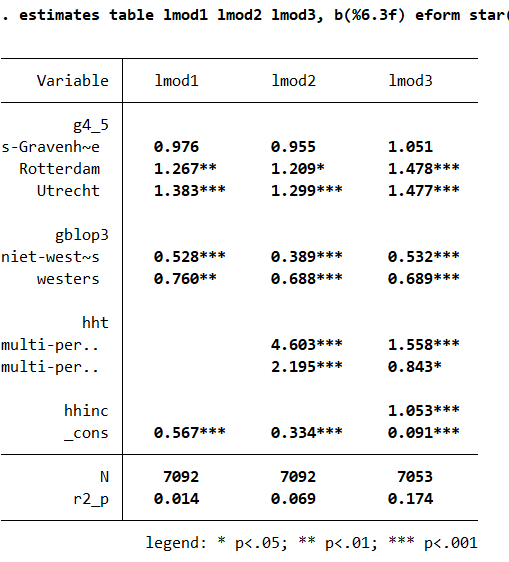 . estimates table lmod1 lmod2 lmod3, b(%6.3f) eform star(
Variable lmod1 lmod2 lmod3
g4_5
s-Gravenh~e 0.976 0.955 1.051
Rotterdam 1.267** 1.209* 1.478***
Utrecht 1.383*** 1.299*** 1.477***
gblop3
niet-west~s 0.528*** 0.389*** 0.532***
westers 0.760** 0.688*** 0.689***
hht
multi-per.. 4.603*** 1.558***
multi-per.. 2.195*** 0.843*
hhinc 1.053***
_cons 0.567*** 0.334*** 0.091***
N 7092 7092 7053
r2_p 0.014 0.069 0.174
legend: * p<.05; ** p<.01; *** p<.001